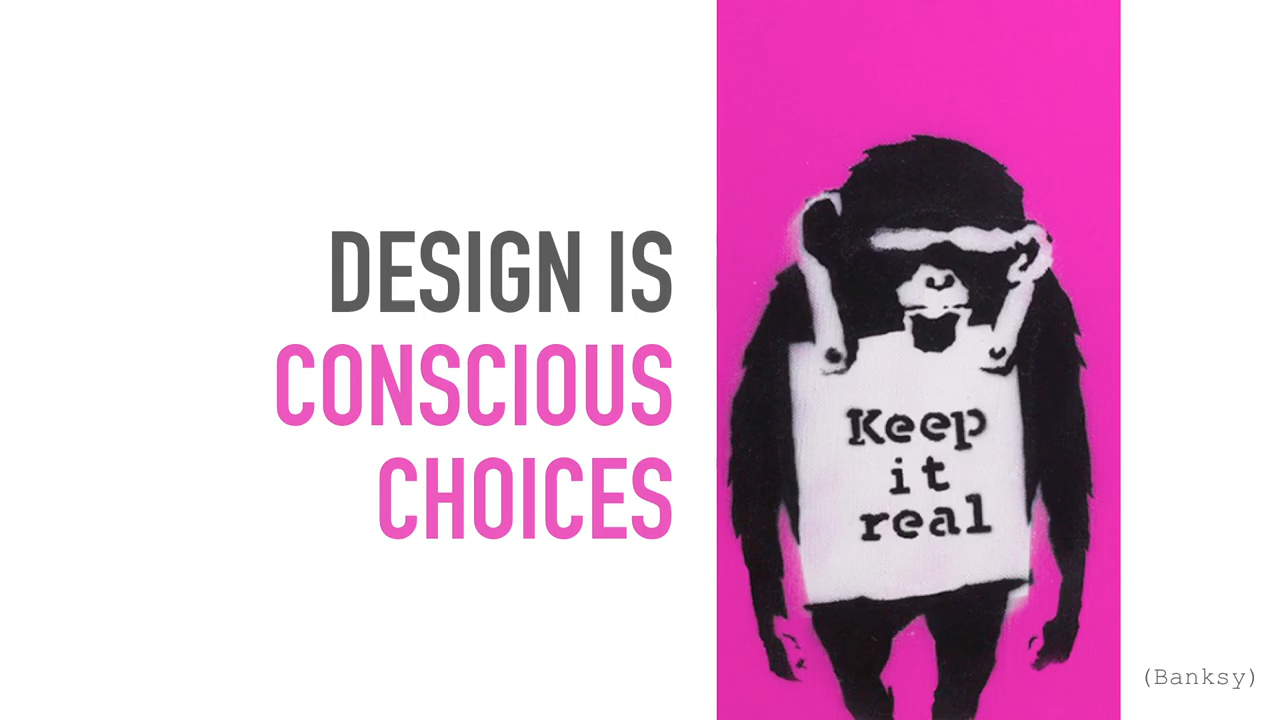 DESIGN IS
CONSCIOUS
CHOICES
Keep
it
real
(Banksy)